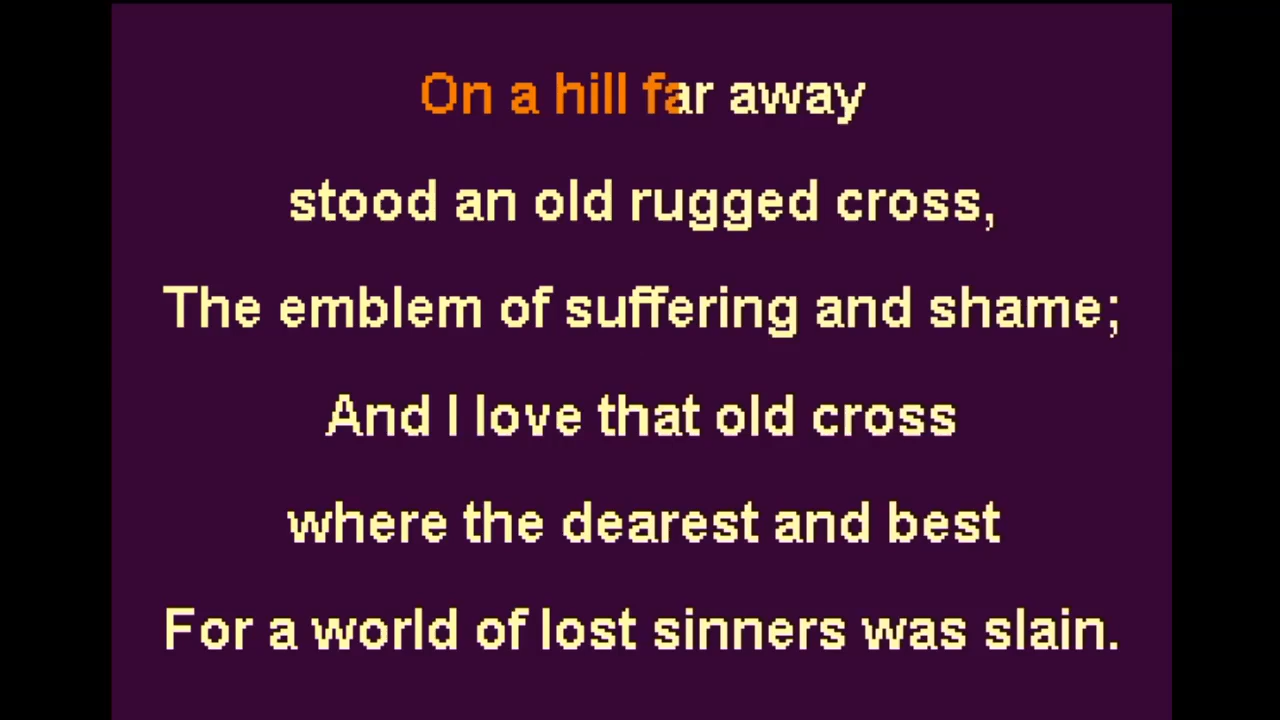 On a hill far away
stood an old rugged cross,
The emblem of suffering and shame;
And I love that old cross
where the dearest and best
For a world of lost sinners was slain.